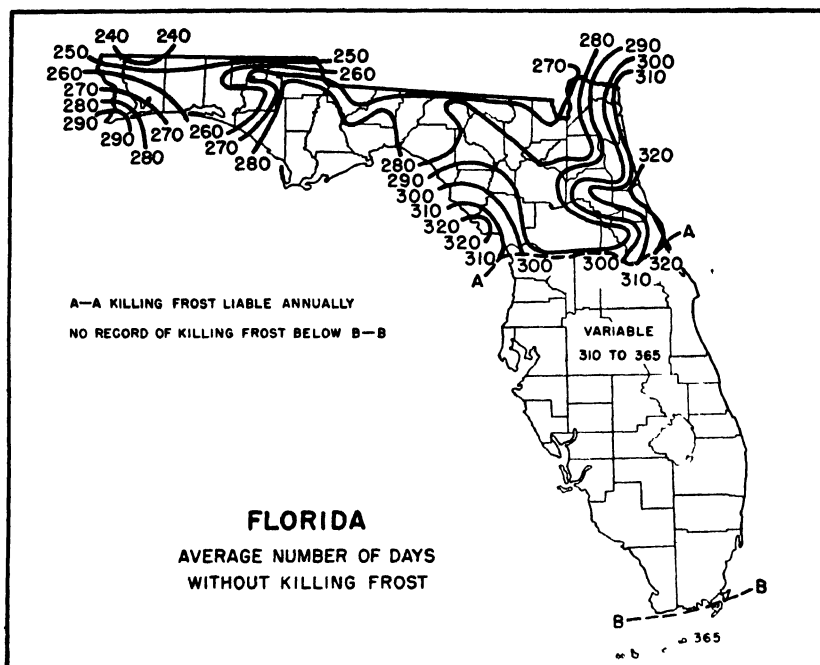 240 240
250
260
270
280
290
290
280
270
260
270
280
250
260
280
290
300
310
270
320
280
290
300
310
320
320
310
A
300
300
310
320
A
A—A KILLING FROST LIABLE ANNUALLY
NO RECORD OF KILLING FROST BELOW B—B
VARIABLE
310 TO 365
FLORIDA
AVERAGE NUMBER OF DAYS
WITHOUT KILLING FROST
B
B
365